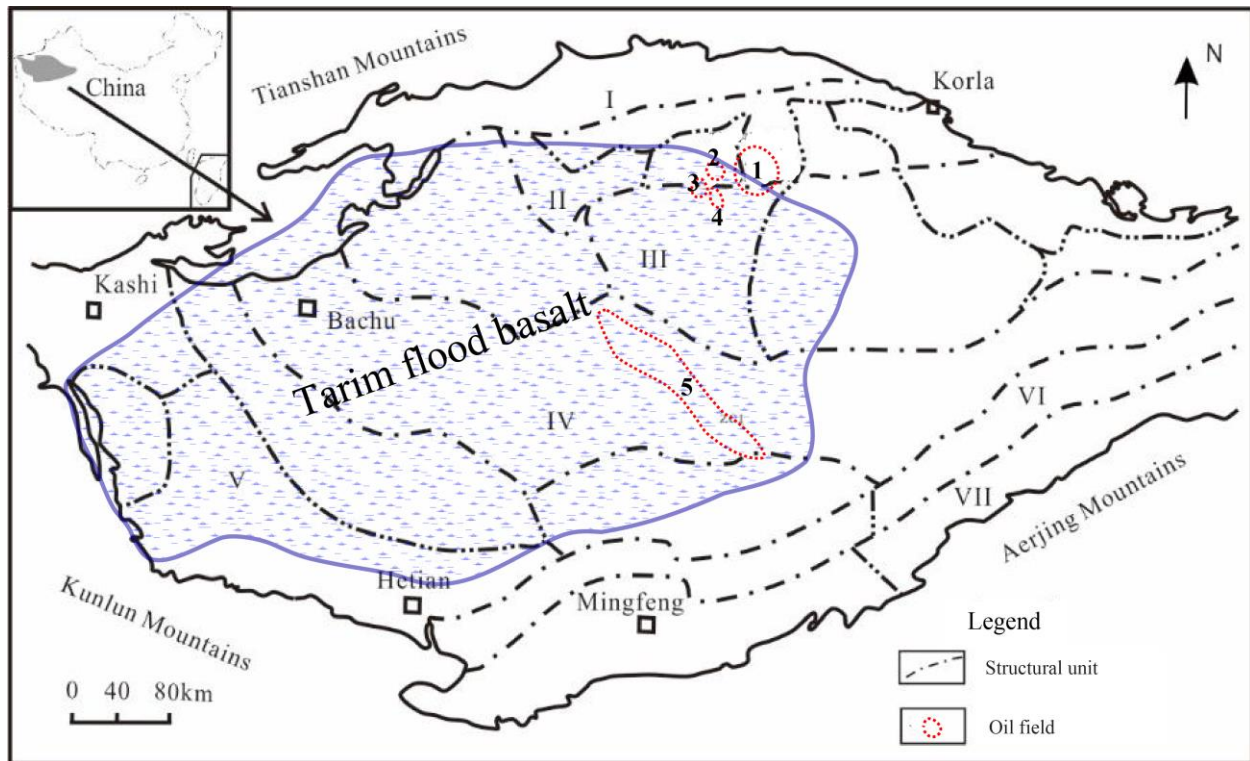 China
Tianshan Mountains
N
Korla
I
2
1
3
4
II
III
Kashi
Bachu
Tarim flood basalt
5
IV
V
VI
VII
Aerjing Mountains
Hetian
Mingfeng
Kunlun Mountains
Legend
Structural unit
Oil field
0 40 80km